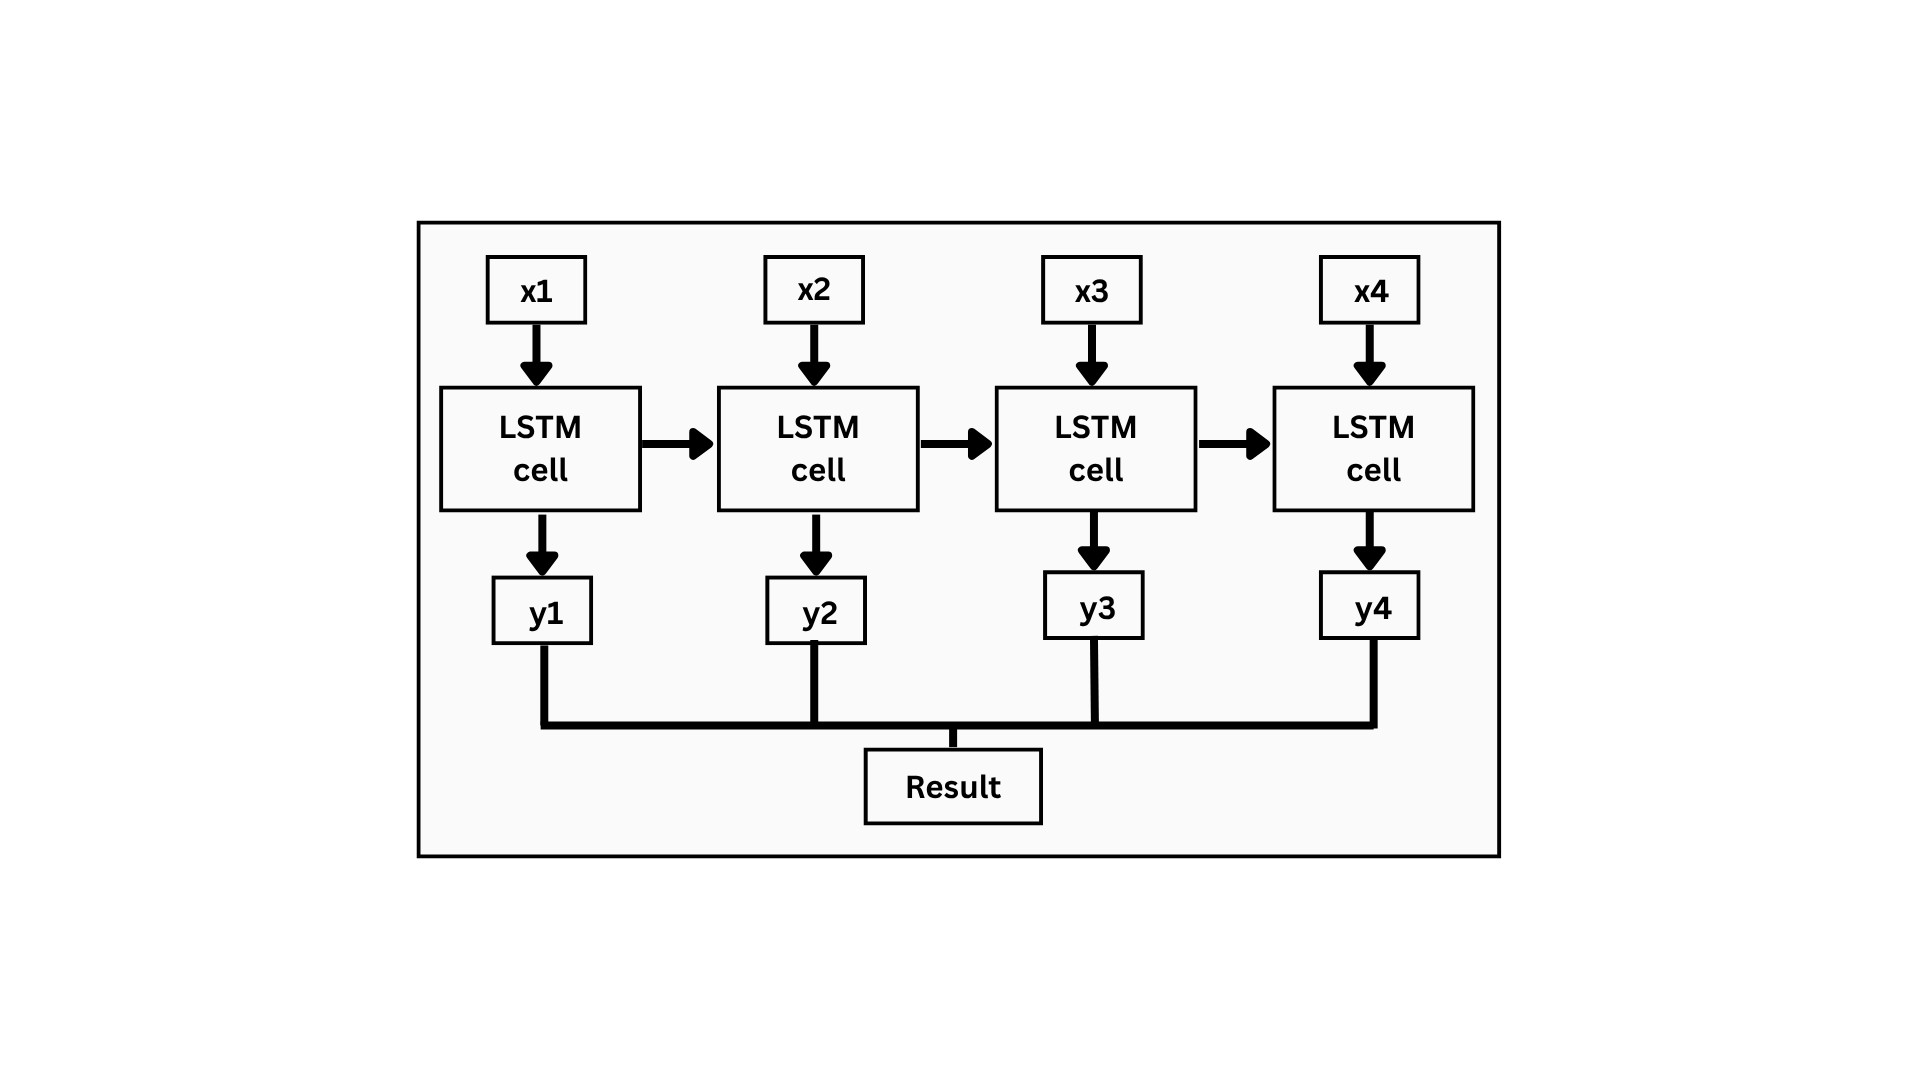 x1
x2
x3
x4
LSTM
cell
LSTM
cell
LSTM
cell
LSTM
cell
y1
y2
y3
y4
Result